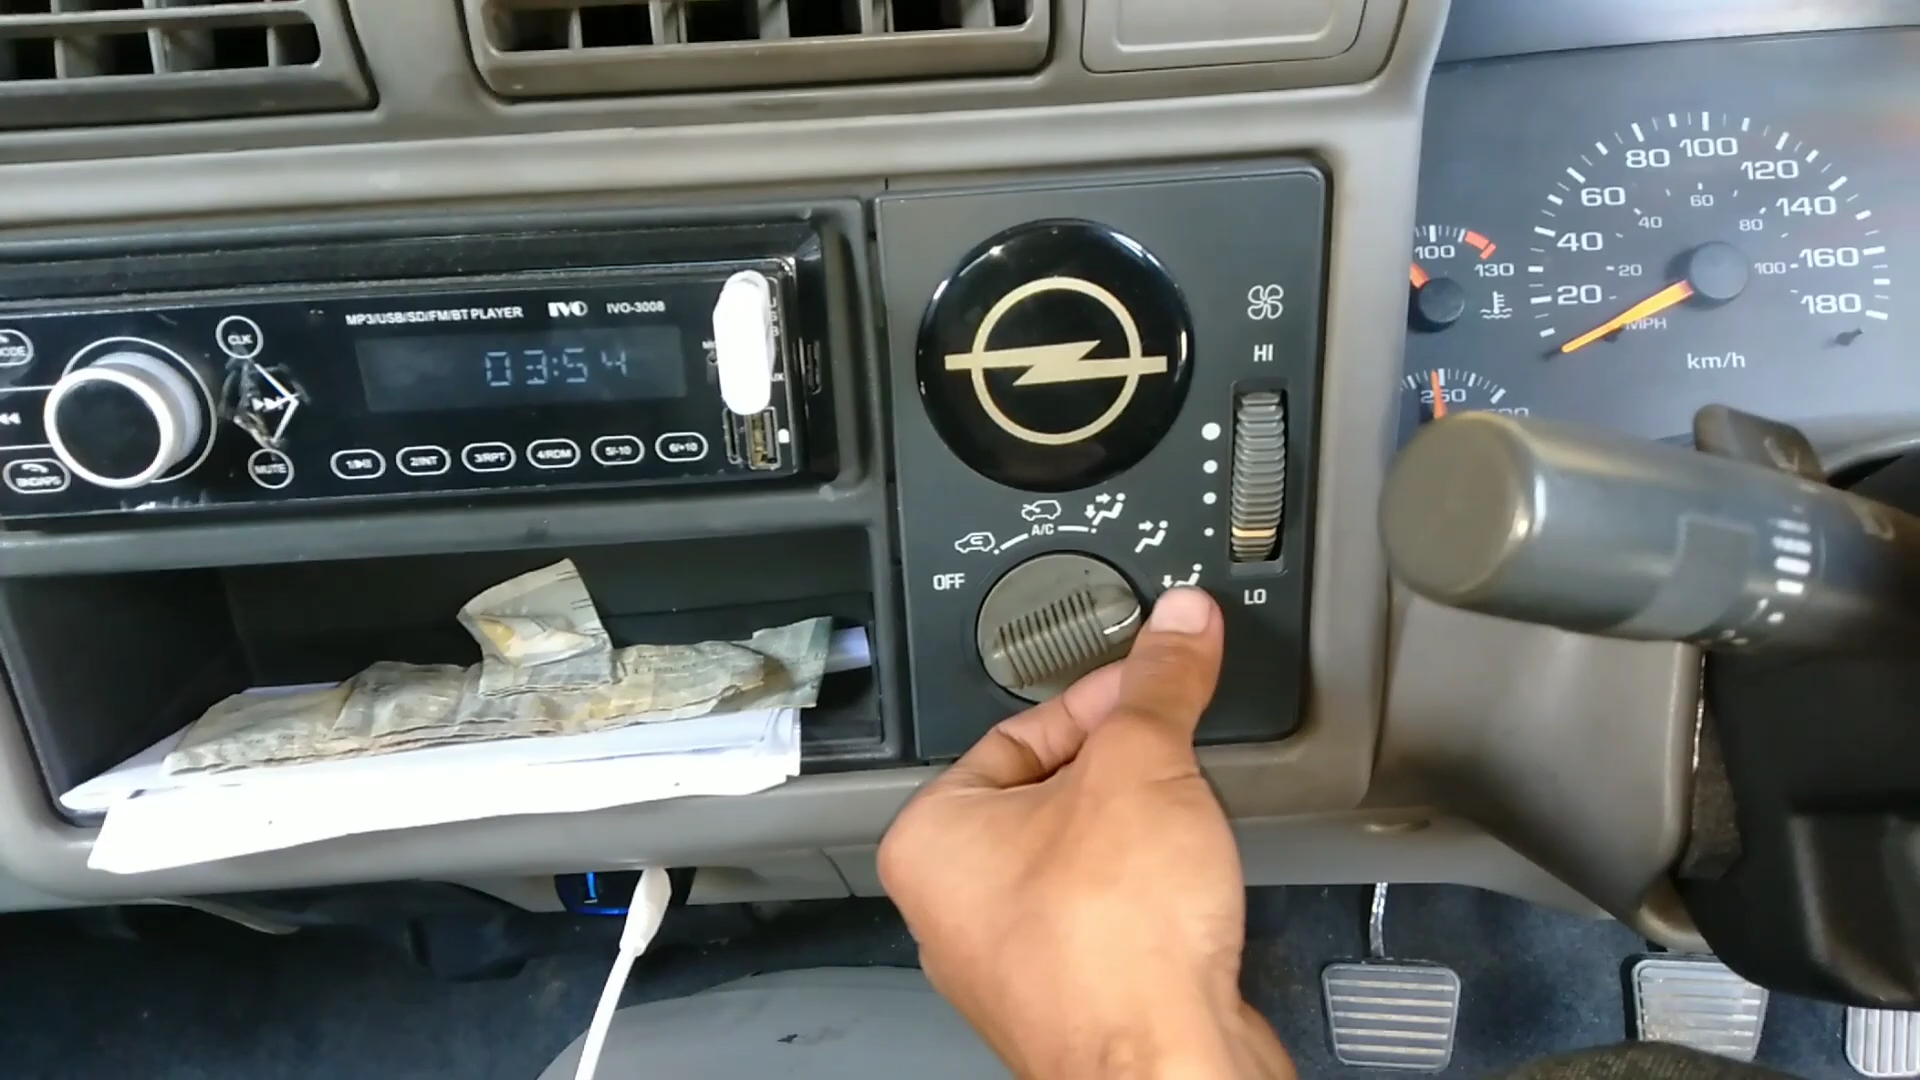 MP3/USB/SD/FM/BT PLAYER IVO IVO-3008
CLK
03:54
MUTE
1/▶II 2/INT 3/RPT 4/RDM 5/-10 6/+10
HI
A/C
OFF
LO
20 40 60 80 100 120 140 160 180
20 40 60 80 100
MPH
km/h
100
130
250